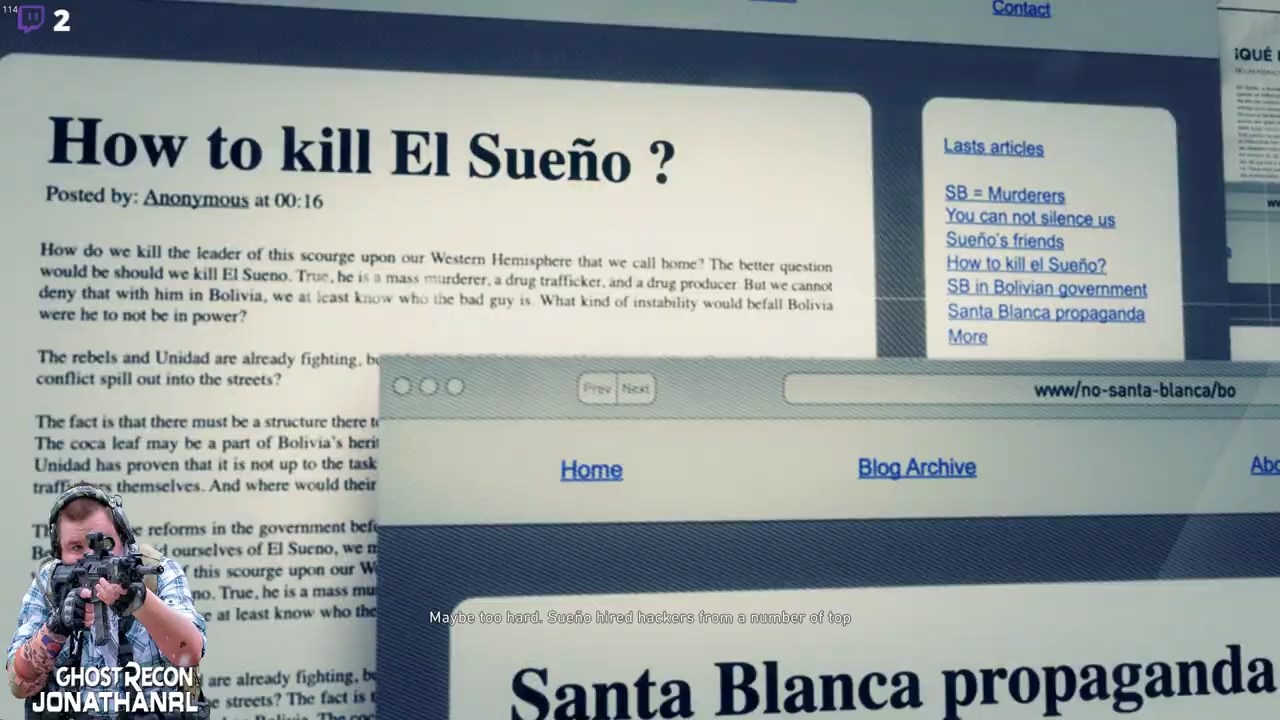 114
2
Contact
¡QUÉ
How to kill El Sueño ?
Posted by: Anonymous at 00:16
How do we kill the leader of this scourge upon our Western Hemisphere that we call home? The better question
would be should we kill El Sueno. True, he is a mass murderer, a drug trafficker, and a drug producer. But we cannot
deny that with him in Bolivia, we at least know who the bad guy is. What kind of instability would befall Bolivia
were he to not be in power?
The rebels and Unidad are already fighting,
conflict spill out into the streets?
The fact is that there must be a structure there
The coca leaf may be a part of Bolivia's
Unidad has proven that it is not up to the task
themselves. And where would their
reforms in the government
ourselves of El Sueno, we
this scourge upon our
no. True, he is a mass
at least know who the
are already fighting,
streets? The fact is
Lasts articles
SB = Murderers
You can not silence us
Sueño's friends
How to kill el Sueño?
SB in Bolivian government
Santa Blanca propaganda
More
Prev Next
www/no-santa-blanca/bo
Home
Blog Archive
Santa Blanca propaganda
Maybe too hard. Sueño hired hackers from a number of top
GHOST RECON
JONATHANRL